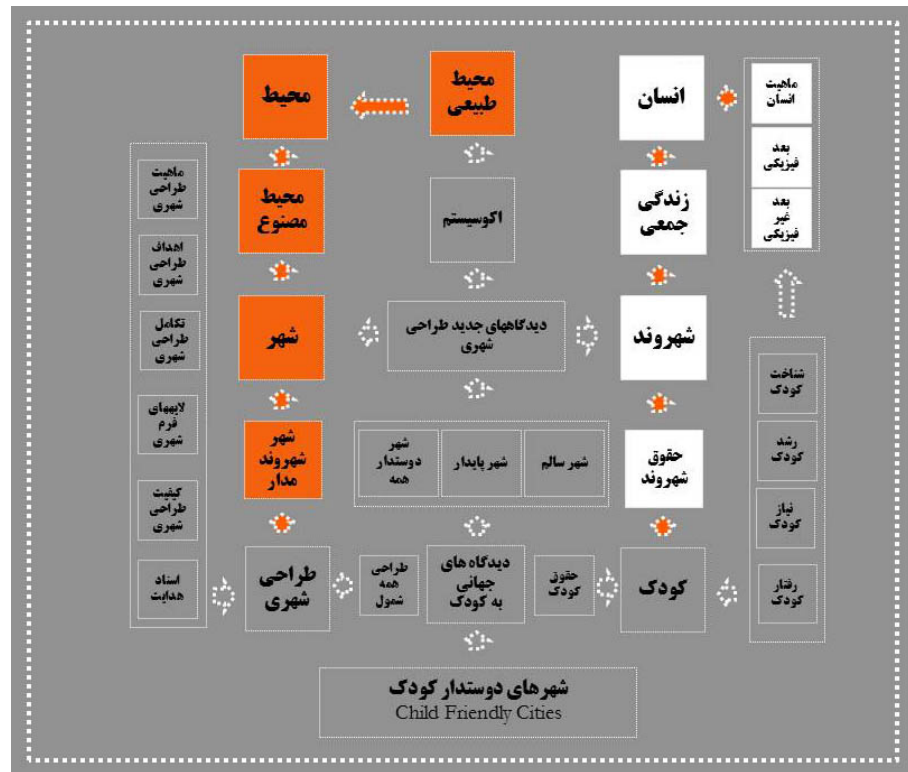 ماهیت
انسان
بعد
فیزیکی
بعد
غیر
فیزیکی
انسان
محیط
طبیعی
محیط
زندگی
جمعی
اکوسیستم
محیط
مصنوع
ماهیت
طراحی
شهری
اهداف
طراحی
شهری
شهروند
دیدگاههای جدید طراحی
شهری
شهر
تکامل
طراحی
شهری
شناخت
کودک
رشد
کودک
نیاز
کودک
رفتار
کودک
حقوق
شهروند
شهر سالم
شهر پایدار
شهر
دوستدار
همه
شهر
شهروند
مدار
لایههای
فرم
شهری
کیفیت
طراحی
شهری
کودک
حقوق
کودک
دیدگاه های
جهانی
به کودک
طراحی
همه
شمول
طراحی
شهری
اسناد
هدایت
شهرهای دوستدار کودک
Child Friendly Cities